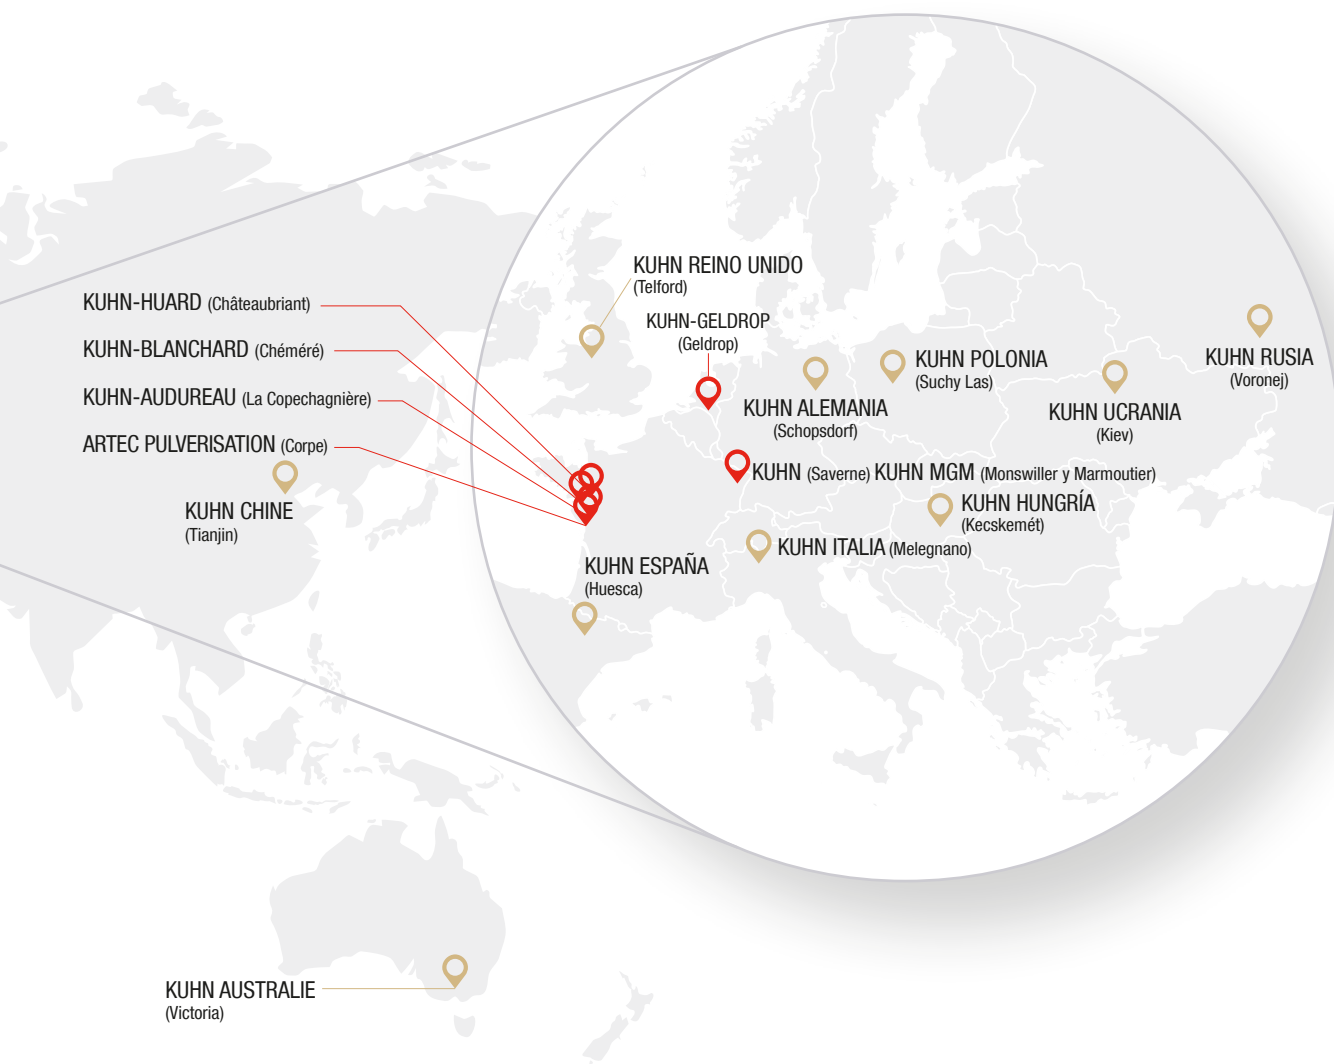 KUHN REINO UNIDO
(Telford)
KUHN-HUARD (Châteaubriant)
KUHN-GELDROP
(Geldrop)
KUHN-BLANCHARD (Chéméré)
KUHN POLONIA
(Suchy Las)
KUHN RUSIA
(Voronej)
KUHN-AUDUREAU (La Copechagnière)
KUHN ALEMANIA
(Schopsdorf)
KUHN UCRANIA
(Kiev)
ARTEC PULVERISATION (Corpe)
KUHN (Saverne) KUHN MGM (Monswiller y Marmoutier)
KUHN CHINE
(Tianjin)
KUHN HUNGRÍA
(Kecskemét)
KUHN ITALIA (Melegnano)
KUHN ESPAÑA
(Huesca)
KUHN AUSTRALIE
(Victoria)